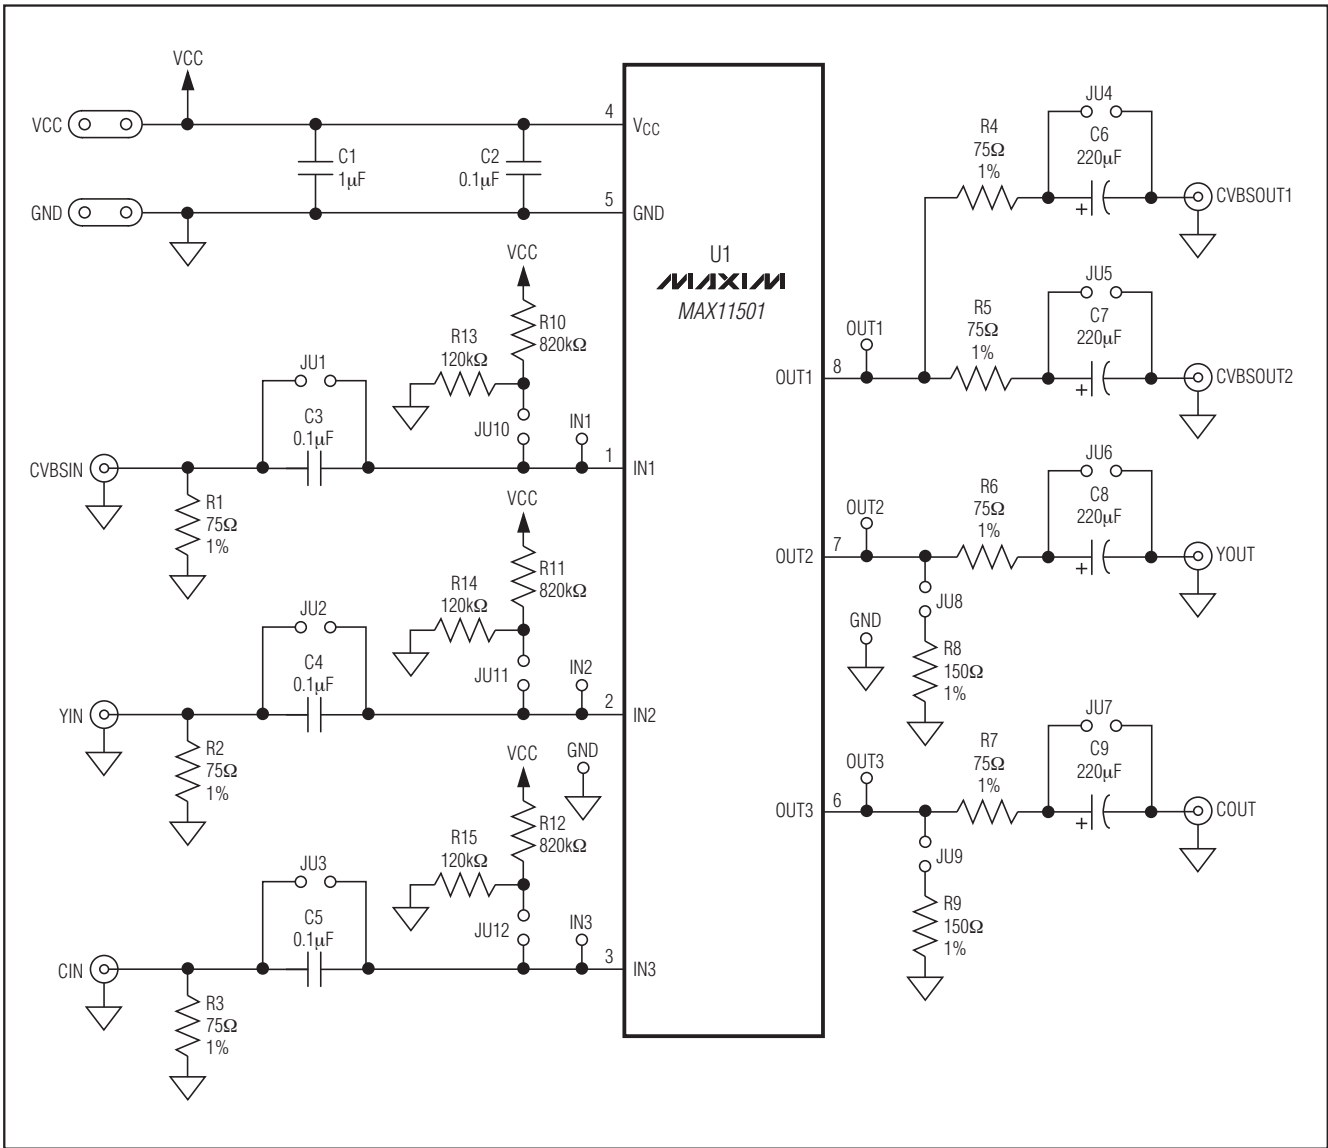 VCC
VCC
GND
C1
1µF
C2
0.1µF
4
VCC
5
GND
U1
MAXIM
MAX11501
VCC
R10
820kΩ
R13
120kΩ
JU1
C3
0.1µF
JU10
IN1
CVBSIN
1
IN1
R1
75Ω
1%
VCC
R11
820kΩ
R14
120kΩ
JU2
C4
0.1µF
JU11
IN2
YIN
2
IN2
R2
75Ω
1%
VCC
GND
R12
820kΩ
R15
120kΩ
JU3
C5
0.1µF
JU12
IN3
CIN
3
IN3
R3
75Ω
1%
JU4
R4
75Ω
1%
C6
220µF
+
CVBSOUT1
JU5
OUT1
R5
75Ω
1%
C7
220µF
+
OUT1
8
CVBSOUT2
JU6
OUT2
R6
75Ω
1%
C8
220µF
+
OUT2
7
YOUT
JU8
GND
R8
150Ω
1%
JU7
OUT3
R7
75Ω
1%
C9
220µF
+
OUT3
6
COUT
JU9
R9
150Ω
1%